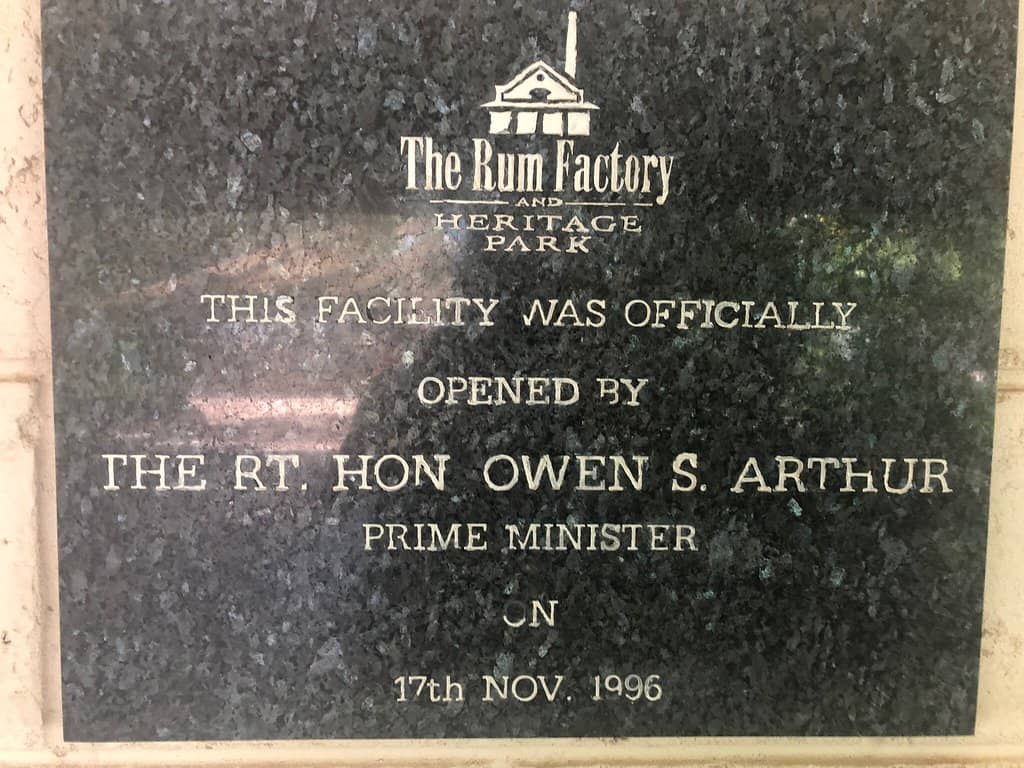 The Rum Factory
AND
HERITAGE
PARK
THIS FACILITY WAS OFFICIALLY
OPENED BY
THE RT. HON OWEN S. ARTHUR
PRIME MINISTER
ON
17th NOV. 1996